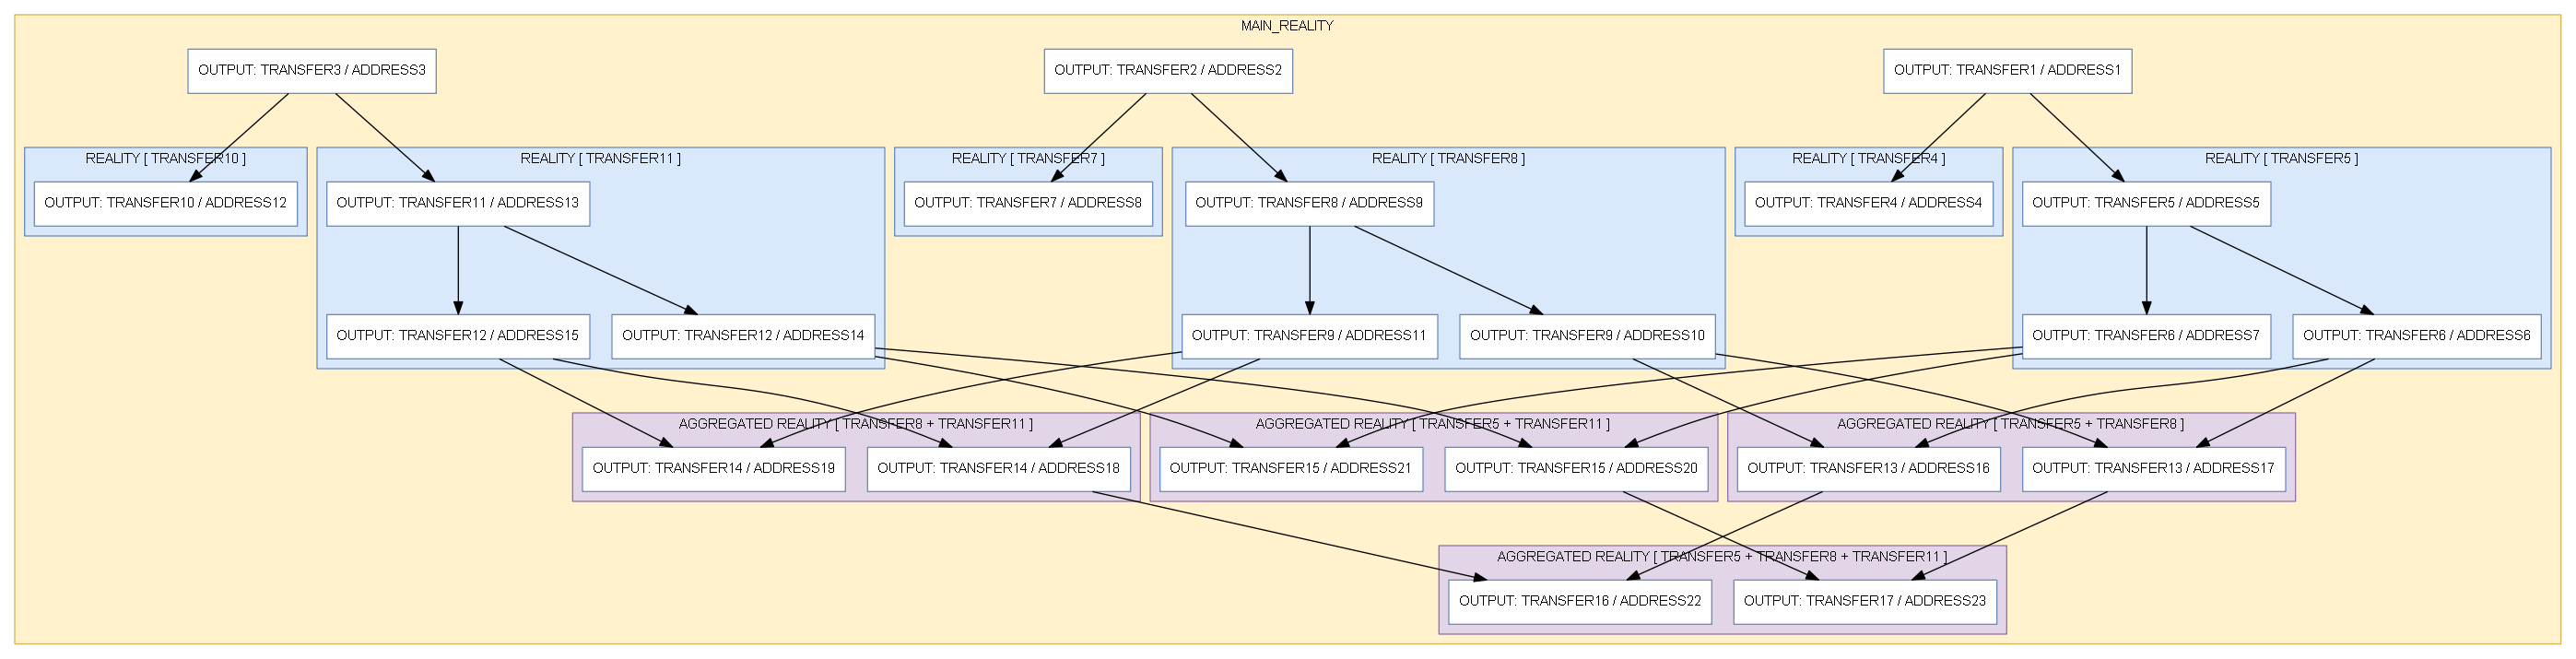 MAIN_REALITY
OUTPUT: TRANSFER3 / ADDRESS3
OUTPUT: TRANSFER2 / ADDRESS2
OUTPUT: TRANSFER1 / ADDRESS1
REALITY [ TRANSFER10 ]
REALITY [ TRANSFER11 ]
REALITY [ TRANSFER7 ]
REALITY [ TRANSFER8 ]
REALITY [ TRANSFER4 ]
REALITY [ TRANSFER5 ]
OUTPUT: TRANSFER10 / ADDRESS12
OUTPUT: TRANSFER11 / ADDRESS13
OUTPUT: TRANSFER7 / ADDRESS8
OUTPUT: TRANSFER8 / ADDRESS9
OUTPUT: TRANSFER4 / ADDRESS4
OUTPUT: TRANSFER5 / ADDRESS5
OUTPUT: TRANSFER12 / ADDRESS15
OUTPUT: TRANSFER12 / ADDRESS14
OUTPUT: TRANSFER9 / ADDRESS11
OUTPUT: TRANSFER9 / ADDRESS10
OUTPUT: TRANSFER6 / ADDRESS7
OUTPUT: TRANSFER6 / ADDRESS6
AGGREGATED REALITY [ TRANSFER8 + TRANSFER11 ]
AGGREGATED REALITY [ TRANSFER5 + TRANSFER11 ]
AGGREGATED REALITY [ TRANSFER5 + TRANSFER8 ]
OUTPUT: TRANSFER14 / ADDRESS19
OUTPUT: TRANSFER14 / ADDRESS18
OUTPUT: TRANSFER15 / ADDRESS21
OUTPUT: TRANSFER15 / ADDRESS20
OUTPUT: TRANSFER13 / ADDRESS16
OUTPUT: TRANSFER13 / ADDRESS17
AGGREGATED REALITY [ TRANSFER5 + TRANSFER8 + TRANSFER11 ]
OUTPUT: TRANSFER16 / ADDRESS22
OUTPUT: TRANSFER17 / ADDRESS23